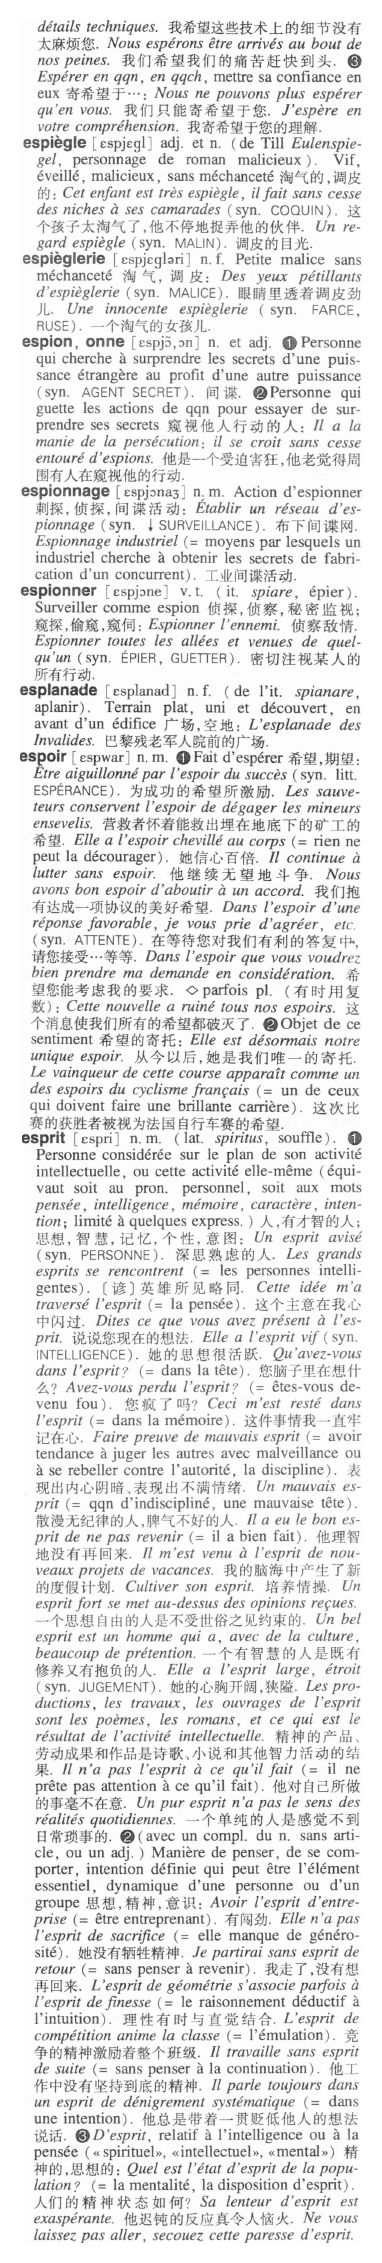 détails techniques. 我希望这些技术上的细节没有
太麻烦您. Nous espérons être arrivés au bout de
nos peines. 我们希望我们的痛苦赶快到头. ❸
Espérer en qqn, en qqch, mettre sa confiance en
eux 寄希望于…: Nous ne pouvons plus espérer
qu'en vous. 我们只能寄希望于您. J'espère en
votre compréhension. 我寄希望于您的理解.
espiègle [ɛspjɛgl] adj. et n. (de Till Eulenspie-
gel, personnage de roman malicieux). Vif,
éveillé, malicieux, sans méchanceté 淘气的,调皮
的: Cet enfant est très espiègle, il fait sans cesse
des niches à ses camarades (syn. COQUIN). 这
个孩子太淘气了,他不停地捉弄他的伙伴. Un re-
gard espiègle (syn. MALIN). 调皮的目光.
espièglerie [ɛspjɛgləri] n. f. Petite malice sans
méchanceté 淘气,调皮: Des yeux pétillants
d'espièglerie (syn. MALICE). 眼睛里透着调皮劲
儿. Une innocente espièglerie (syn. FARCE,
RUSE). 一个淘气的女孩儿.
espion, onne [ɛspjɔ̃,ɔn] n. et adj. ❶Personne
qui cherche à surprendre les secrets d'une puis-
sance étrangère au profit d'une autre puissance
(syn. AGENT SECRET). 间谍. ❷Personne qui
guette les actions de qqn pour essayer de sur-
prendre ses secrets 窥视他人行动的人: Il a la
manie de la persécution; il se croit sans cesse
entouré d'espions. 他是一个受迫害狂,他老觉得周
围有人在窥视他的行动.
espionnage [ɛspjɔnaʒ] n. m. Action d'espionner
刺探,侦探,间谍活动: Établir un réseau d'es-
pionnage (syn. ↓SURVEILLANCE). 布下间谍网.
Espionnage industriel (= moyens par lesquels un
industriel cherche à obtenir les secrets de fabri-
cation d'un concurrent). 工业间谍活动.
espionner [ɛspjɔne] v. t. (it. spiare, épier).
Surveiller comme espion 侦探,侦察,秘密监视;
窥探,偷窥,窥伺: Espionner l'ennemi. 侦察敌情.
Espionner toutes les allées et venues de quel-
qu'un (syn. ÉPIER, GUETTER). 密切注视某人的
所有行动.
esplanade [ɛsplanad] n. f. (de l'it. spianare,
aplanir). Terrain plat, uni et découvert, en
avant d'un édifice 广场,空地: L'esplanade des
Invalides. 巴黎残老军人院前的广场.
espoir [ɛspwar] n. m. ❶Fait d'espérer 希望,期望:
Être aiguillonné par l'espoir du succès (syn. litt.
ESPÉRANCE). 为成功的希望所激励. Les sauve-
teurs conservent l'espoir de dégager les mineurs
ensevelis. 营救者怀着能救出埋在地底下的矿工的
希望. Elle a l'espoir chevillé au corps (= rien ne
peut la décourager). 她信心百倍. Il continue à
lutter sans espoir. 他继续无望地斗争. Nous
avons bon espoir d'aboutir à un accord. 我们抱
有达成一项协议的美好希望. Dans l'espoir d'une
réponse favorable, je vous prie d'agréer, etc.
(syn. ATTENTE). 在等待您对我们有利的答复中,
请您接受…等等. Dans l'espoir que vous voudrez
bien prendre ma demande en considération. 希
望您能考虑我的要求. ◇parfois pl. (有时用复
数): Cette nouvelle a ruiné tous nos espoirs. 这
个消息使我们所有的希望都破灭了. ❷Objet de ce
sentiment 希望的寄托: Elle est désormais notre
unique espoir. 从今以后,她是我们唯一的寄托.
Le vainqueur de cette course apparaît comme un
des espoirs du cyclisme français (= un de ceux
qui doivent faire une brillante carrière). 这次比
赛的获胜者被视为法国自行车赛的希望.
esprit [ɛspri] n. m. (lat. spiritus, souffle). ❶
Personne considérée sur le plan de son activité
intellectuelle, ou cette activité elle-même (équi-
vaut soit au pron. personnel, soit aux mots
pensée, intelligence, mémoire, caractère, inten-
tion; limité à quelques express.) 人,有才智的人;
思想,智慧,记忆,个性,意图: Un esprit avisé
(syn. PERSONNE). 深思熟虑的人. Les grands
esprits se rencontrent (= les personnes intelli-
gentes). 〔谚〕英雄所见略同. Cette idée m'a
traversé l'esprit (= la pensée). 这个主意在我心
中闪过. Dites ce que vous avez présent à l'es-
prit. 说说您现在的想法. Elle a l'esprit vif (syn.
INTELLIGENCE). 她的思想很活跃. Qu'avez-vous
dans l'esprit? (= dans la tête). 您脑子里在想什
么? Avez-vous perdu l'esprit? (= êtes-vous de-
venu fou). 您疯了吗? Ceci m'est resté dans
l'esprit (= dans la mémoire). 这件事情我一直牢
记在心. Faire preuve de mauvais esprit (= avoir
tendance à juger les autres avec malveillance ou
à se rebeller contre l'autorité, la discipline). 表
现出内心阴暗、表现出不满情绪. Un mauvais es-
prit (= qqn d'indiscipliné, une mauvaise tête).
散漫无纪律的人,脾气不好的人. Il a eu le bon es-
prit de ne pas revenir (= il a bien fait). 他理智
地没有再回来. Il m'est venu à l'esprit de nou-
veaux projets de vacances. 我的脑海中产生了新
的度假计划. Cultiver son esprit. 培养情操. Un
esprit fort se met au-dessus des opinions reçues.
一个思想自由的人是不受世俗之见约束的. Un bel
esprit est un homme qui a, avec de la culture,
beaucoup de prétention. 一个有智慧的人是既有
修养又有抱负的人. Elle a l'esprit large, étroit
(syn. JUGEMENT). 她的心胸开阔,狭隘. Les pro-
ductions, les travaux, les ouvrages de l'esprit
sont les poèmes, les romans, et ce qui est le
résultat de l'activité intellectuelle. 精神的产品、
劳动成果和作品是诗歌、小说和其他智力活动的结
果. Il n'a pas l'esprit à ce qu'il fait (= il ne
prête pas attention à ce qu'il fait). 他对自己所做
的事毫不在意. Un pur esprit n'a pas le sens des
réalités quotidiennes. 一个单纯的人是感觉不到
日常琐事的. ❷(avec un compl. du n. sans arti-
cle, ou un adj.) Manière de penser, de se com-
porter, intention définie qui peut être l'élément
essentiel, dynamique d'une personne ou d'un
groupe 思想,精神,意识: Avoir l'esprit d'entre-
prise (= être entreprenant). 有闯劲. Elle n'a pas
l'esprit de sacrifice (= elle manque de généro-
sité). 她没有牺牲精神. Je partirai sans esprit de
retour (= sans penser à revenir). 我走了,没有想
再回来. L'esprit de géométrie s'associe parfois à
l'esprit de finesse (= le raisonnement déductif à
l'intuition). 理性有时与直觉结合. L'esprit de
compétition anime la classe (= l'émulation). 竞
争的精神激励着整个班级. Il travaille sans esprit
de suite (= sans penser à la continuation). 他工
作中没有坚持到底的精神. Il parle toujours dans
un esprit de dénigrement systématique (= dans
une intention). 他总是带着一贯贬低他人的想法
说话. ❸D'esprit, relatif à l'intelligence ou à la
pensée («spirituel», «intellectuel», «mental») 精
神的,思想的: Quel est l'état d'esprit de la popu-
lation? (= la mentalité, la disposition d'esprit).
人们的精神状态如何? Sa lenteur d'esprit est
exaspérante. 他迟钝的反应真令人恼火. Ne vous
laissez pas aller, secouez cette paresse d'esprit.